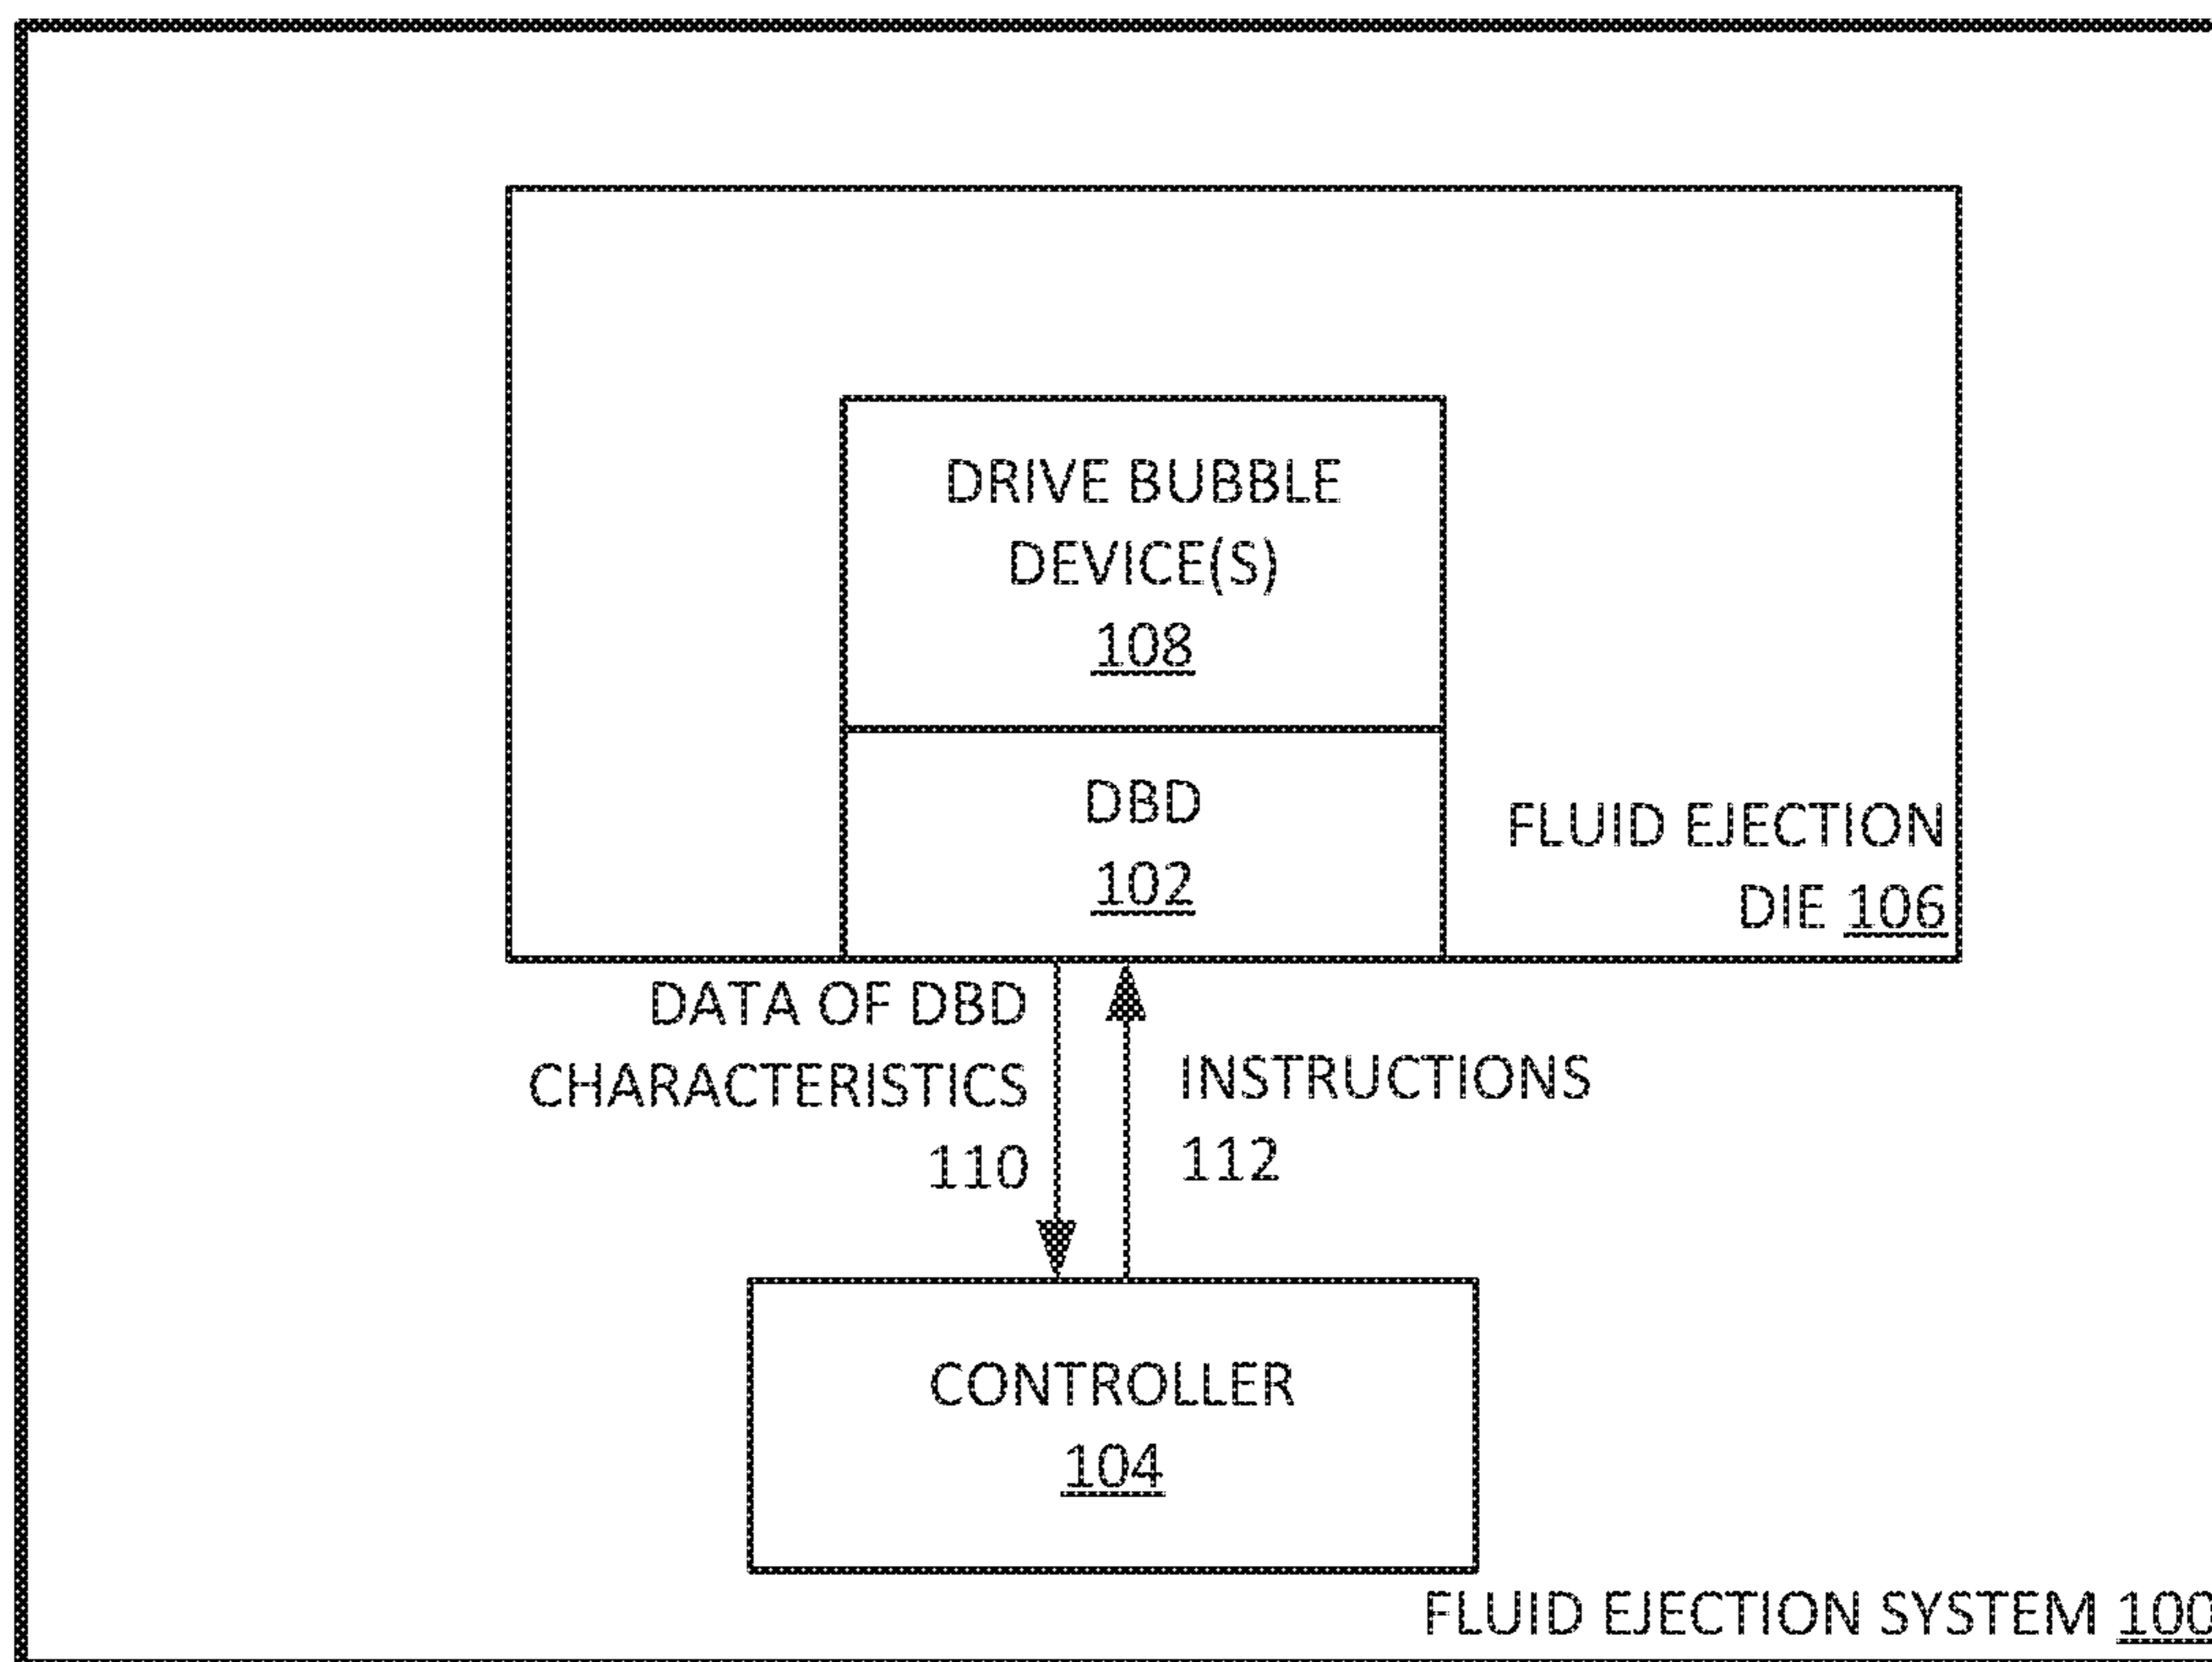 DRIVE BUBBLE
DEVICE(S)
108
DBD
102
FLUID EJECTION
DIE 106
DATA OF DBD
CHARACTERISTICS
110
INSTRUCTIONS
112
CONTROLLER
104
FLUID EJECTION SYSTEM 100